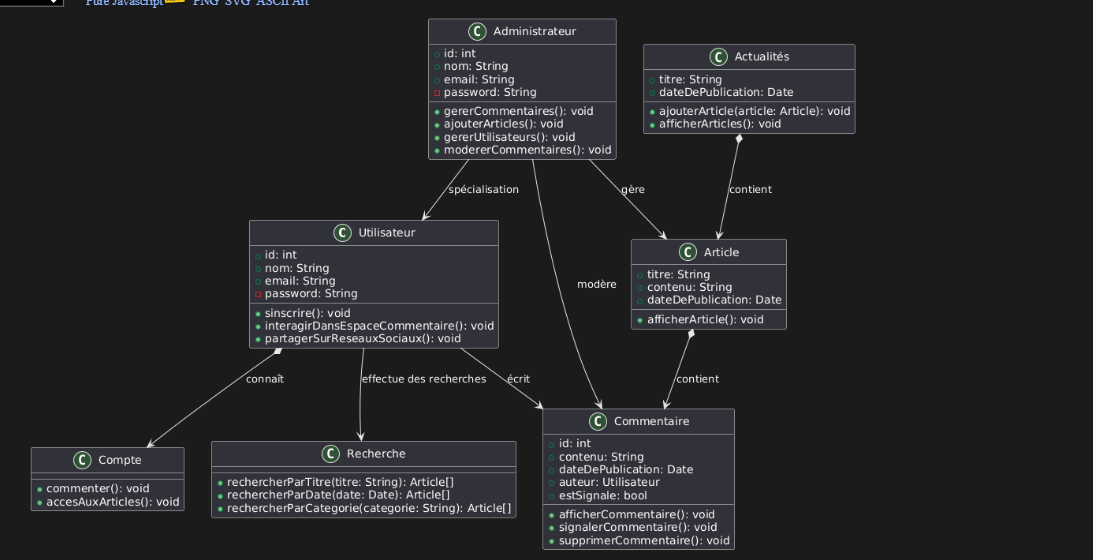 Pure Javascript PNG SVG ASCII Art
C Administrateur
id: int
nom: String
email: String
password: String
gererCommentaires(): void
ajouterArticles(): void
gererUtilisateurs(): void
modererCommentaires(): void
C Actualités
titre: String
dateDePublication: Date
ajouterArticle(article: Article): void
afficherArticles(): void
spécialisation
gère
contient
C Utilisateur
id: int
nom: String
email: String
password: String
sinscrire(): void
interagirDansEspaceCommentaire(): void
partagerSurReseauxSociaux(): void
modère
C Article
titre: String
contenu: String
dateDePublication: Date
afficherArticle(): void
connaît
effectue des recherches
écrit
contient
C Compte
commenter(): void
accesAuxArticles(): void
C Recherche
rechercherParTitre(titre: String): Article[]
rechercherParDate(date: Date): Article[]
rechercherParCategorie(categorie: String): Article[]
C Commentaire
id: int
contenu: String
dateDePublication: Date
auteur: Utilisateur
estSignale: bool
afficherCommentaire(): void
signalerCommentaire(): void
supprimerCommentaire(): void